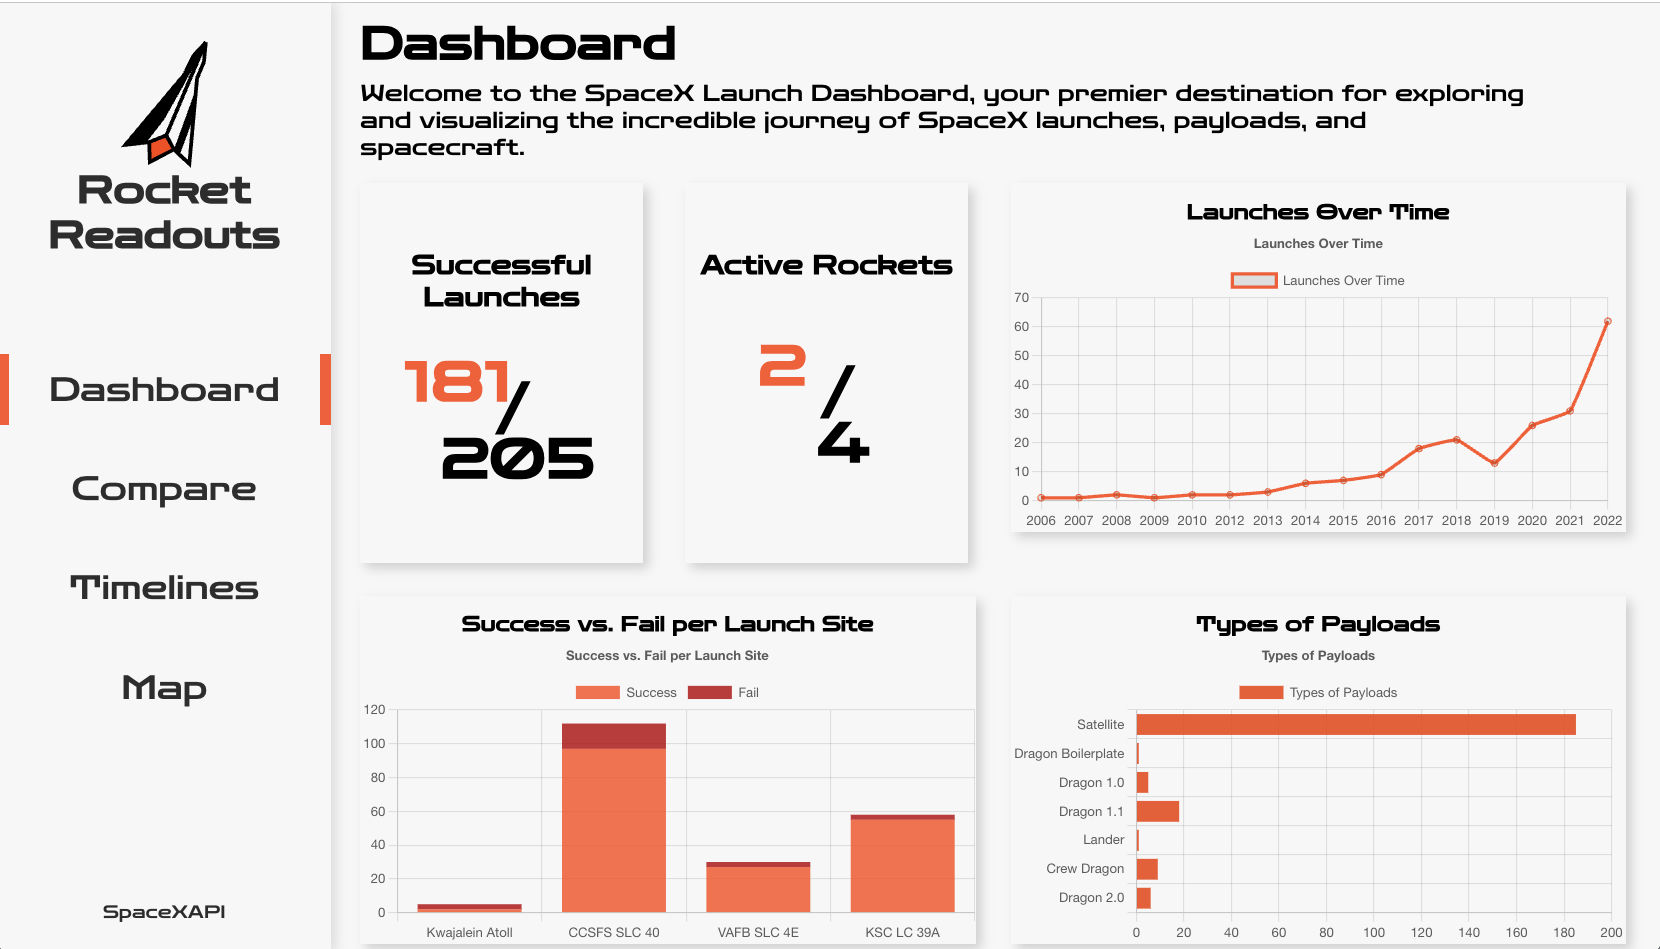 Rocket
Readouts
Dashboard
Compare
Timelines
Map
SpaceXAPI
Dashboard
Welcome to the SpaceX Launch Dashboard, your premier destination for exploring
and visualizing the incredible journey of SpaceX launches, payloads, and
spacecraft.
Successful
Launches
181/
205
Active Rockets
2/
4
Launches Over Time
Launches Over Time
Launches Over Time
70
60
50
40
30
20
10
0
2006 2007 2008 2009 2010 2012 2013 2014 2015 2016 2017 2018 2019 2020 2021 2022
Success vs. Fail per Launch Site
Success vs. Fail per Launch Site
Success Fail
120
100
80
60
40
20
0
Kwajalein Atoll CCSFS SLC 40 VAFB SLC 4E KSC LC 39A
Types of Payloads
Types of Payloads
Types of Payloads
Satellite
Dragon Boilerplate
Dragon 1.0
Dragon 1.1
Lander
Crew Dragon
Dragon 2.0
0 20 40 60 80 100 120 140 160 180 200